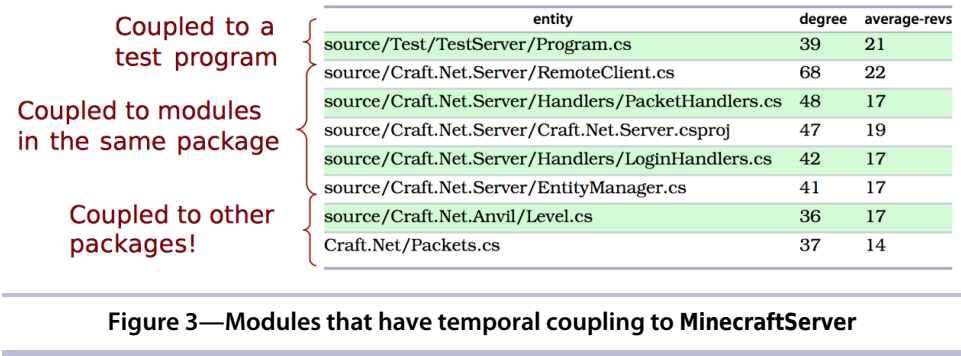 Coupled to a
test program
Coupled to modules
in the same package
Coupled to other
packages!
entity degree average-revs
source/Test/TestServer/Program.cs 39 21
source/Craft.Net.Server/RemoteClient.cs 68 22
source/Craft.Net.Server/Handlers/PacketHandlers.cs 48 17
source/Craft.Net.Server/Craft.Net.Server.csproj 47 19
source/Craft.Net.Server/Handlers/LoginHandlers.cs 42 17
source/Craft.Net.Server/EntityManager.cs 41 17
source/Craft.Net.Anvil/Level.cs 36 17
Craft.Net/Packets.cs 37 14
Figure 3—Modules that have temporal coupling to MinecraftServer